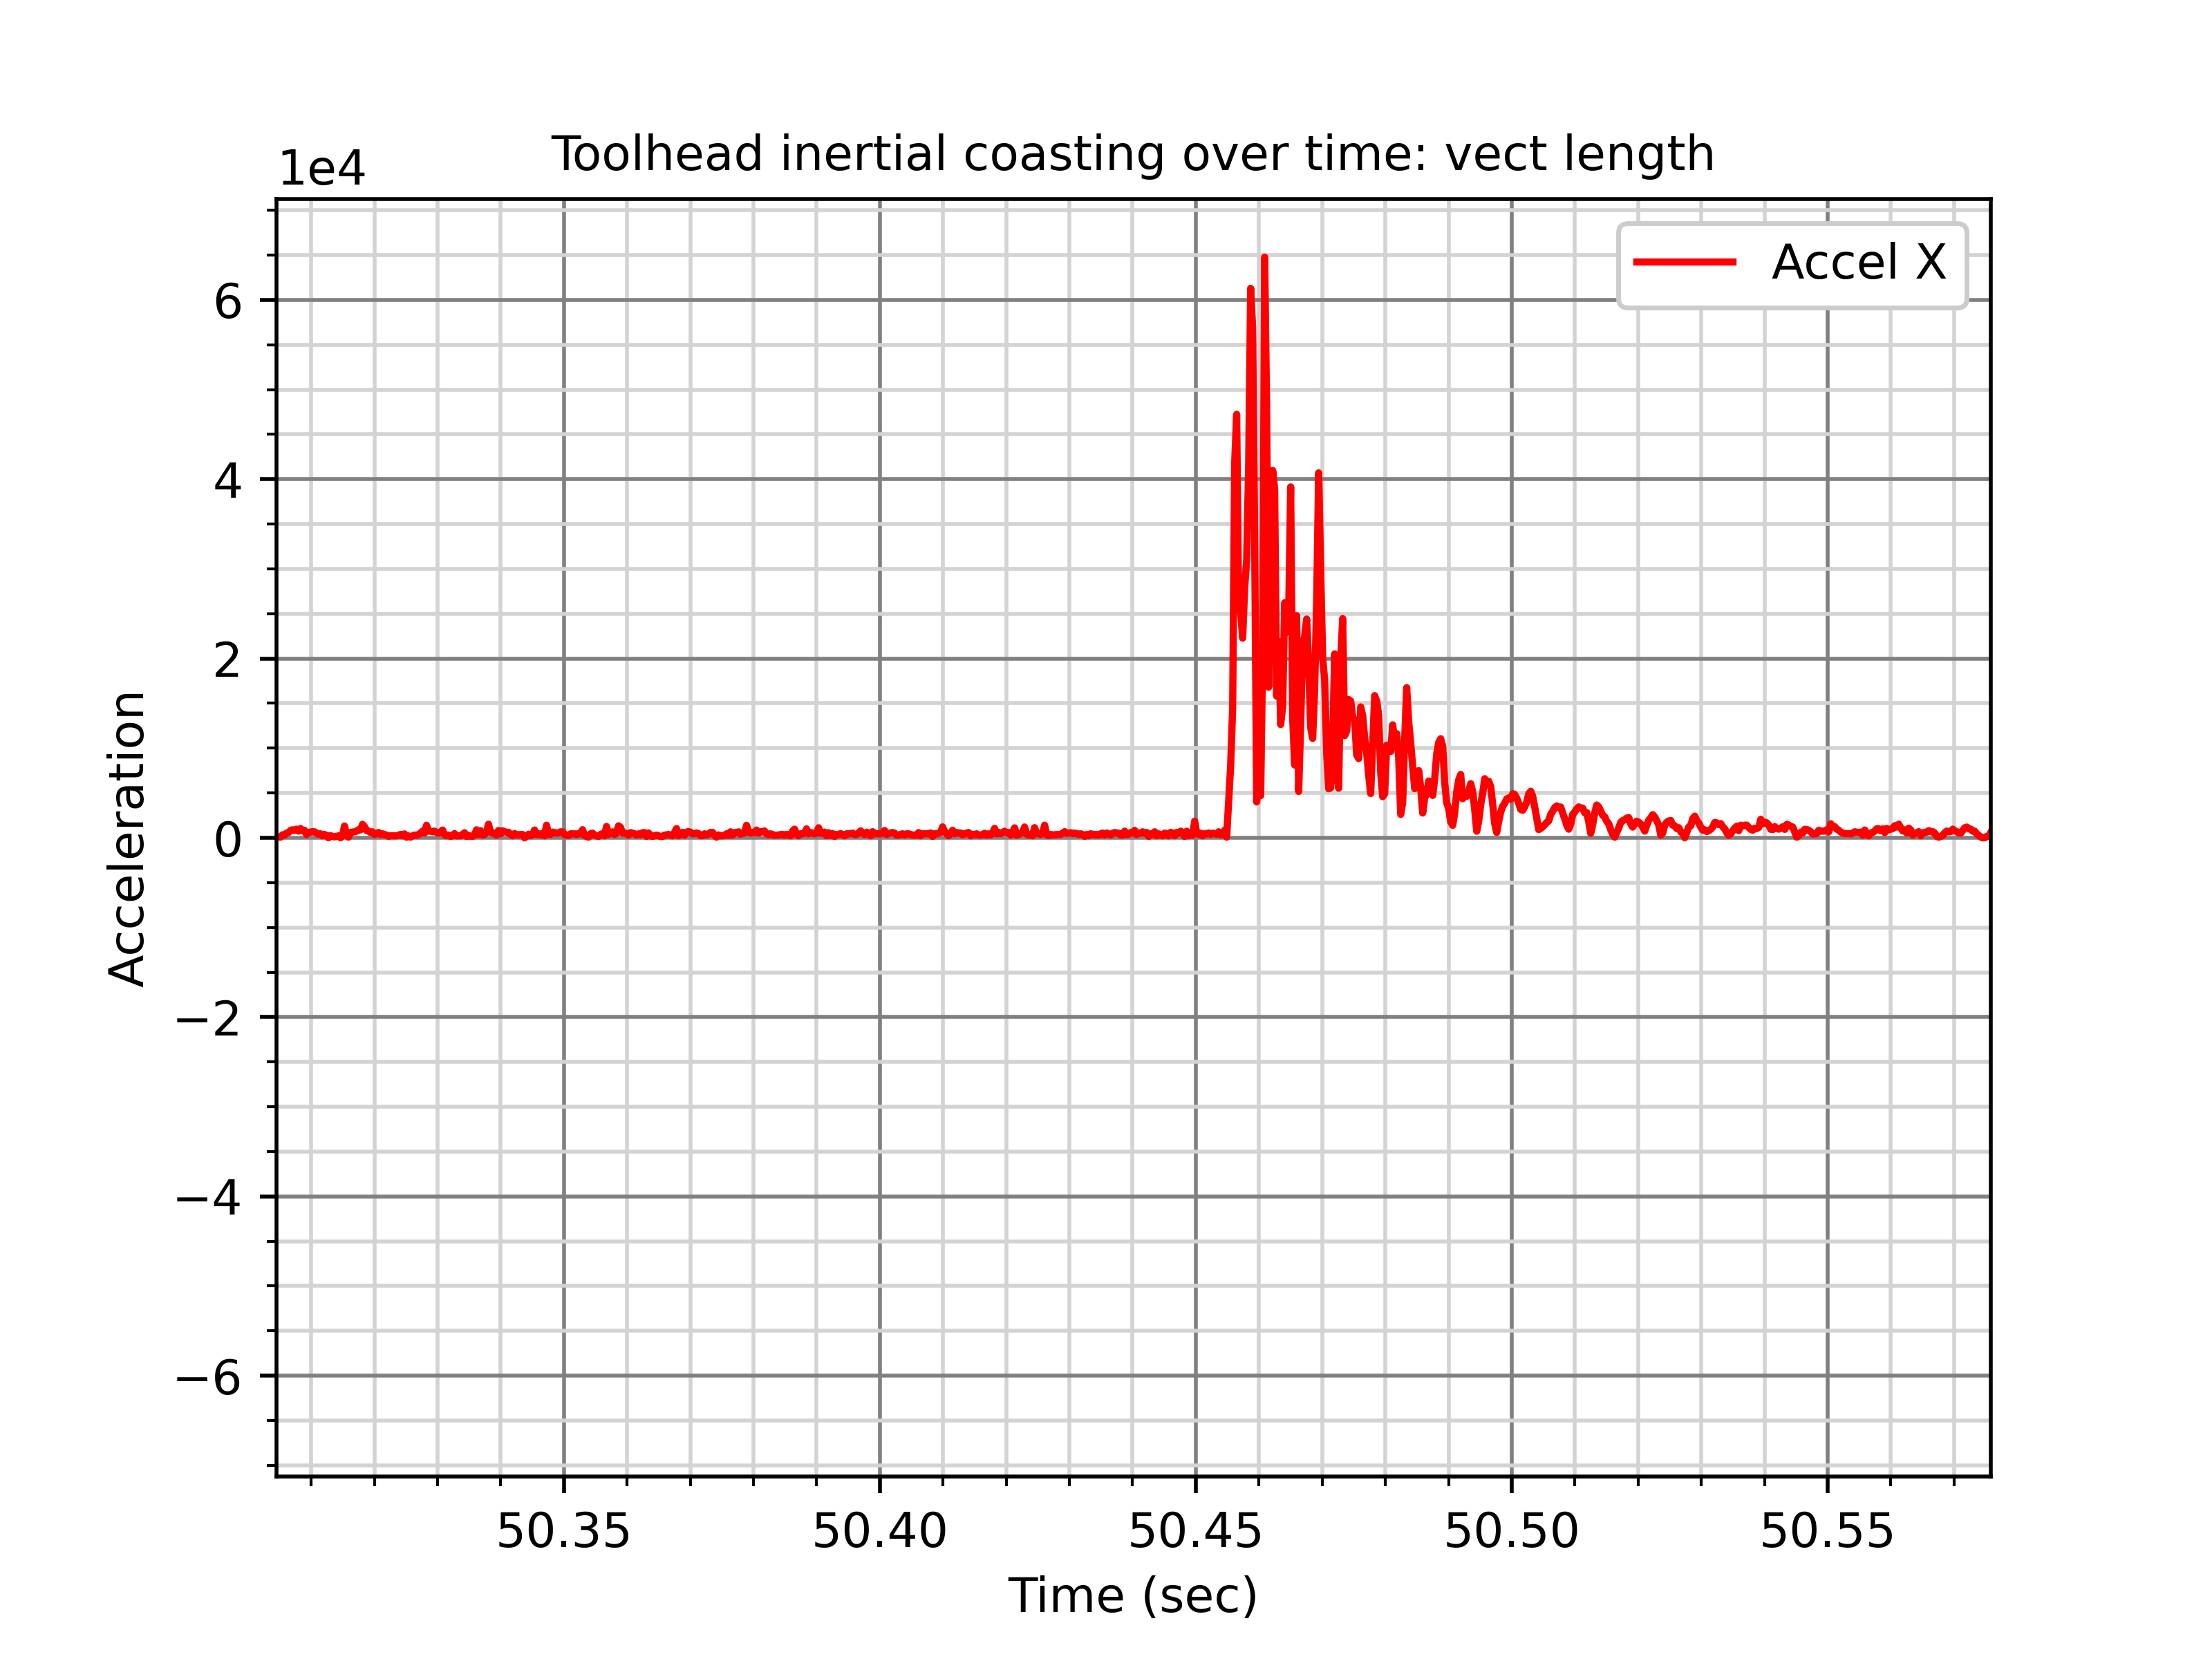 Toolhead inertial coasting over time: vect length
1e4
Accel X
6
4
2
0
−2
−4
−6
Acceleration
50.35 50.40 50.45 50.50 50.55
Time (sec)